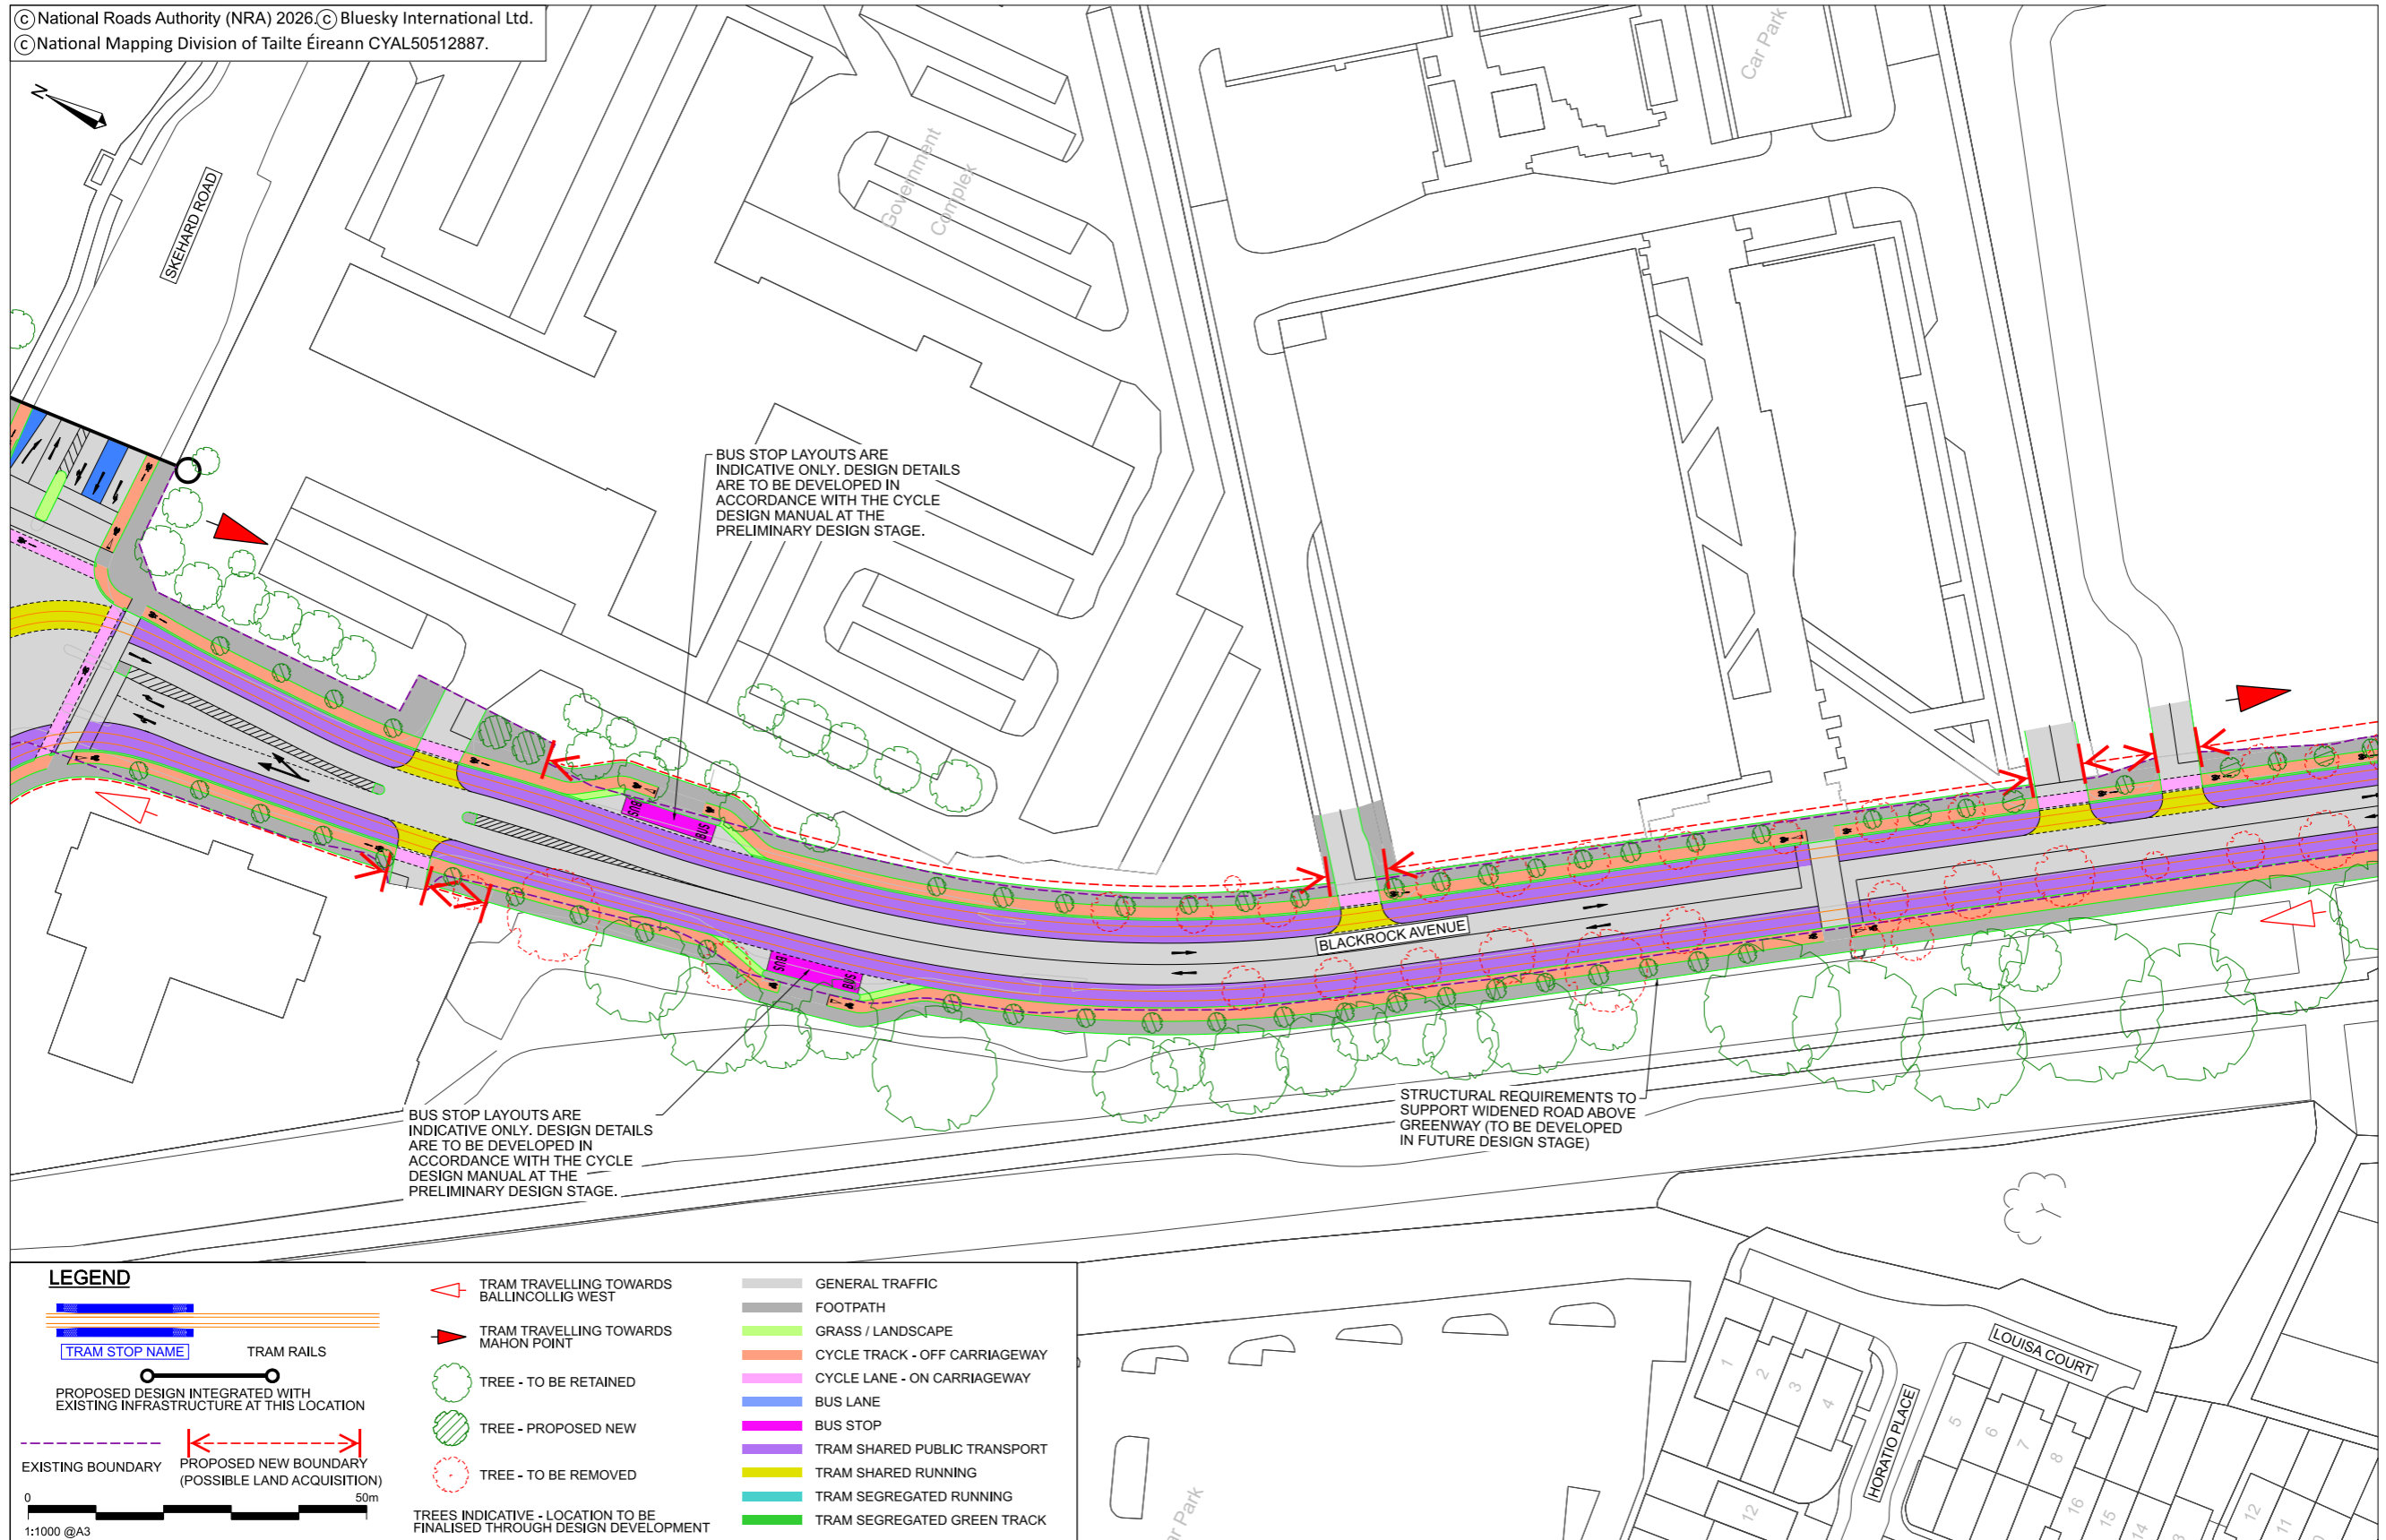 ©National Roads Authority (NRA) 2026.© Bluesky International Ltd.
©National Mapping Division of Tailte Éireann CYAL50512887.
N
SKEHARD ROAD
Government
Complex
Car Park
BUS STOP LAYOUTS ARE
INDICATIVE ONLY. DESIGN DETAILS
ARE TO BE DEVELOPED IN
ACCORDANCE WITH THE CYCLE
DESIGN MANUAL AT THE
PRELIMINARY DESIGN STAGE.
BUS
BUS
BLACKROCK AVENUE
BUS
BUS
BUS STOP LAYOUTS ARE
INDICATIVE ONLY. DESIGN DETAILS
ARE TO BE DEVELOPED IN
ACCORDANCE WITH THE CYCLE
DESIGN MANUAL AT THE
PRELIMINARY DESIGN STAGE.
STRUCTURAL REQUIREMENTS TO
SUPPORT WIDENED ROAD ABOVE
GREENWAY (TO BE DEVELOPED
IN FUTURE DESIGN STAGE)
LOUISA COURT
HORATIO PLACE
1
2
3
4
5
6
7
8
12
16
15
14
12
11
Park
LEGEND
TRAM STOP NAME
TRAM RAILS
PROPOSED DESIGN INTEGRATED WITH
EXISTING INFRASTRUCTURE AT THIS LOCATION
EXISTING BOUNDARY
PROPOSED NEW BOUNDARY
(POSSIBLE LAND ACQUISITION)
0
50m
1:1000 @A3
TRAM TRAVELLING TOWARDS
BALLINCOLLIG WEST
TRAM TRAVELLING TOWARDS
MAHON POINT
TREE - TO BE RETAINED
TREE - PROPOSED NEW
TREE - TO BE REMOVED
TREES INDICATIVE - LOCATION TO BE
FINALISED THROUGH DESIGN DEVELOPMENT
GENERAL TRAFFIC
FOOTPATH
GRASS / LANDSCAPE
CYCLE TRACK - OFF CARRIAGEWAY
CYCLE LANE - ON CARRIAGEWAY
BUS LANE
BUS STOP
TRAM SHARED PUBLIC TRANSPORT
TRAM SHARED RUNNING
TRAM SEGREGATED RUNNING
TRAM SEGREGATED GREEN TRACK